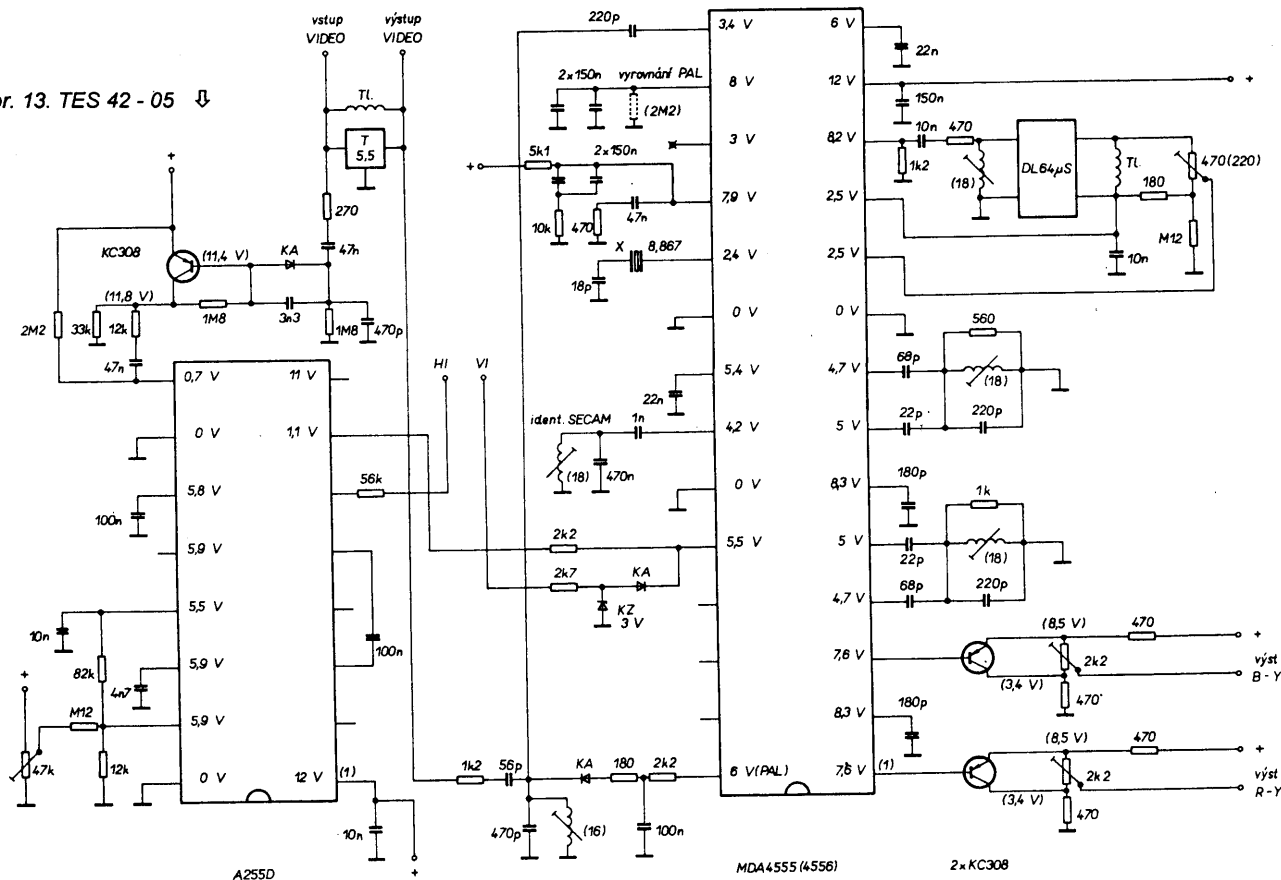 vstup
VIDEO
výstup
VIDEO
or. 13. TES 42 - 05
Tl.
T
5,5
+
270
47n
KC308
(11,4 V)
KA
(11,8 V)
1M8
3n3
1M8
470p
2M2
33k
12k
47n
0,7 V
11 V
0 V
1,1 V
5,8 V
100n
56k
5,9 V
5,5 V
10n
82k
5,9 V
4n7
100n
+
M12
5,9 V
47k
12k
0 V
12 V
(1)
10n
+
A255D
HI
VI
220p
2x150n
vyrovnání PAL
(2M2)
+
5k1
2x150n
10k
470
47n
X
8,867
18p
22n
ident. SECAM
1n
(18)
470n
2k2
2k7
KA
KZ
3 V
1k2
56p
KA
180
2k2
470p
(16)
100n
3,4 V
8 V
3 V
7,9 V
2,4 V
0 V
5,4 V
4,2 V
0 V
5,5 V
6 V(PAL)
6 V
12 V
8,2 V
2,5 V
2,5 V
0 V
4,7 V
5 V
8,3 V
5 V
4,7 V
7,6 V
8,3 V
7,6 V
(1)
MDA4555 (4556)
22n
+
150n
10n
470
1k2
(18)
DL64µS
Tl.
470(220)
180
M12
10n
560
68p
(18)
22p
220p
180p
1k
22p
(18)
68p
220p
(8,5 V)
470
+
2k2
výst
B-Y
(3,4 V)
470
180p
(8,5 V)
470
+
2k2
výst
R-Y
(3,4 V)
470
2xKC308